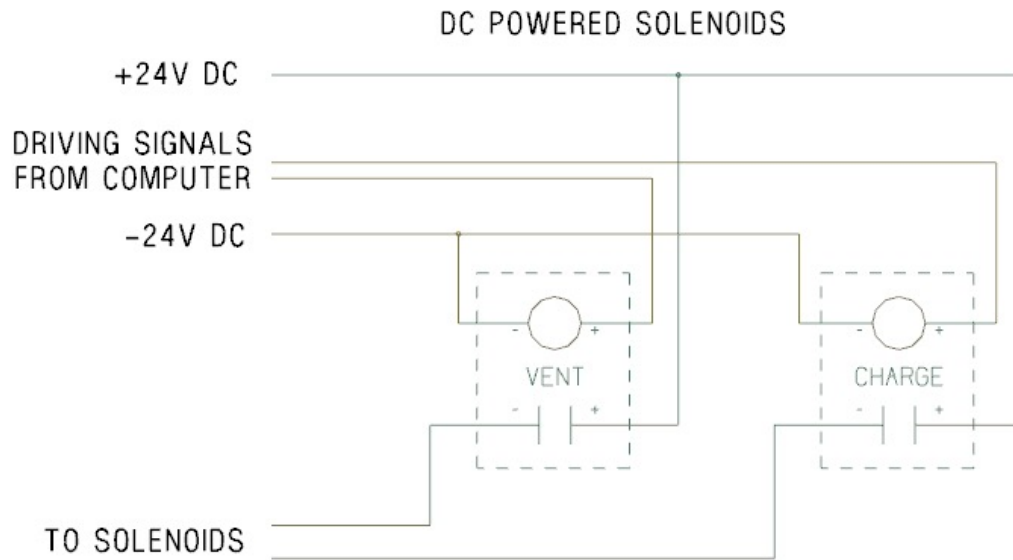 DC POWERED SOLENOIDS
+24V DC
DRIVING SIGNALS
FROM COMPUTER
-24V DC
- +
- +
VENT
CHARGE
- +
- +
TO SOLENOIDS